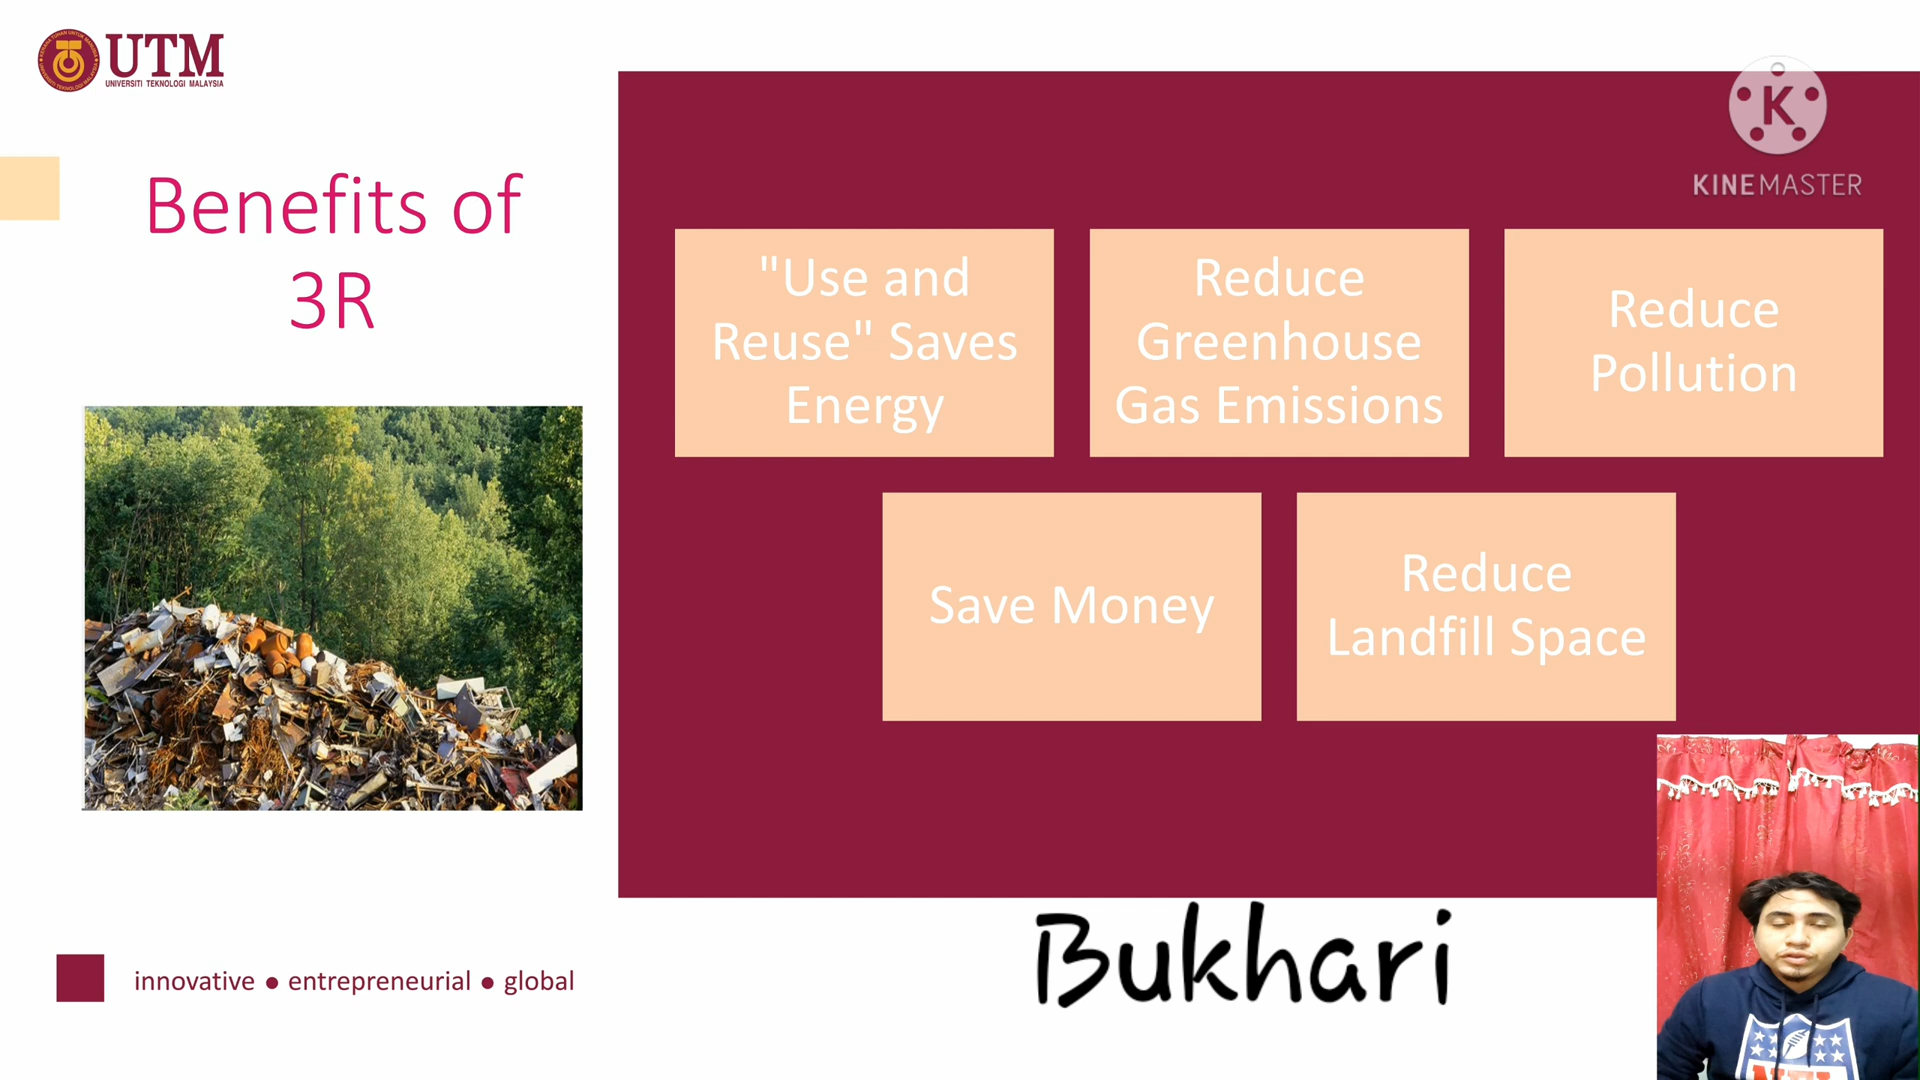 UTM
UNIVERSITI TEKNOLOGI MALAYSIA
Benefits of
3R
K
KINEMASTER
"Use and
Reuse" Saves
Energy
Reduce
Greenhouse
Gas Emissions
Reduce
Pollution
Save Money
Reduce
Landfill Space
Bukhari
innovative ● entrepreneurial ● global